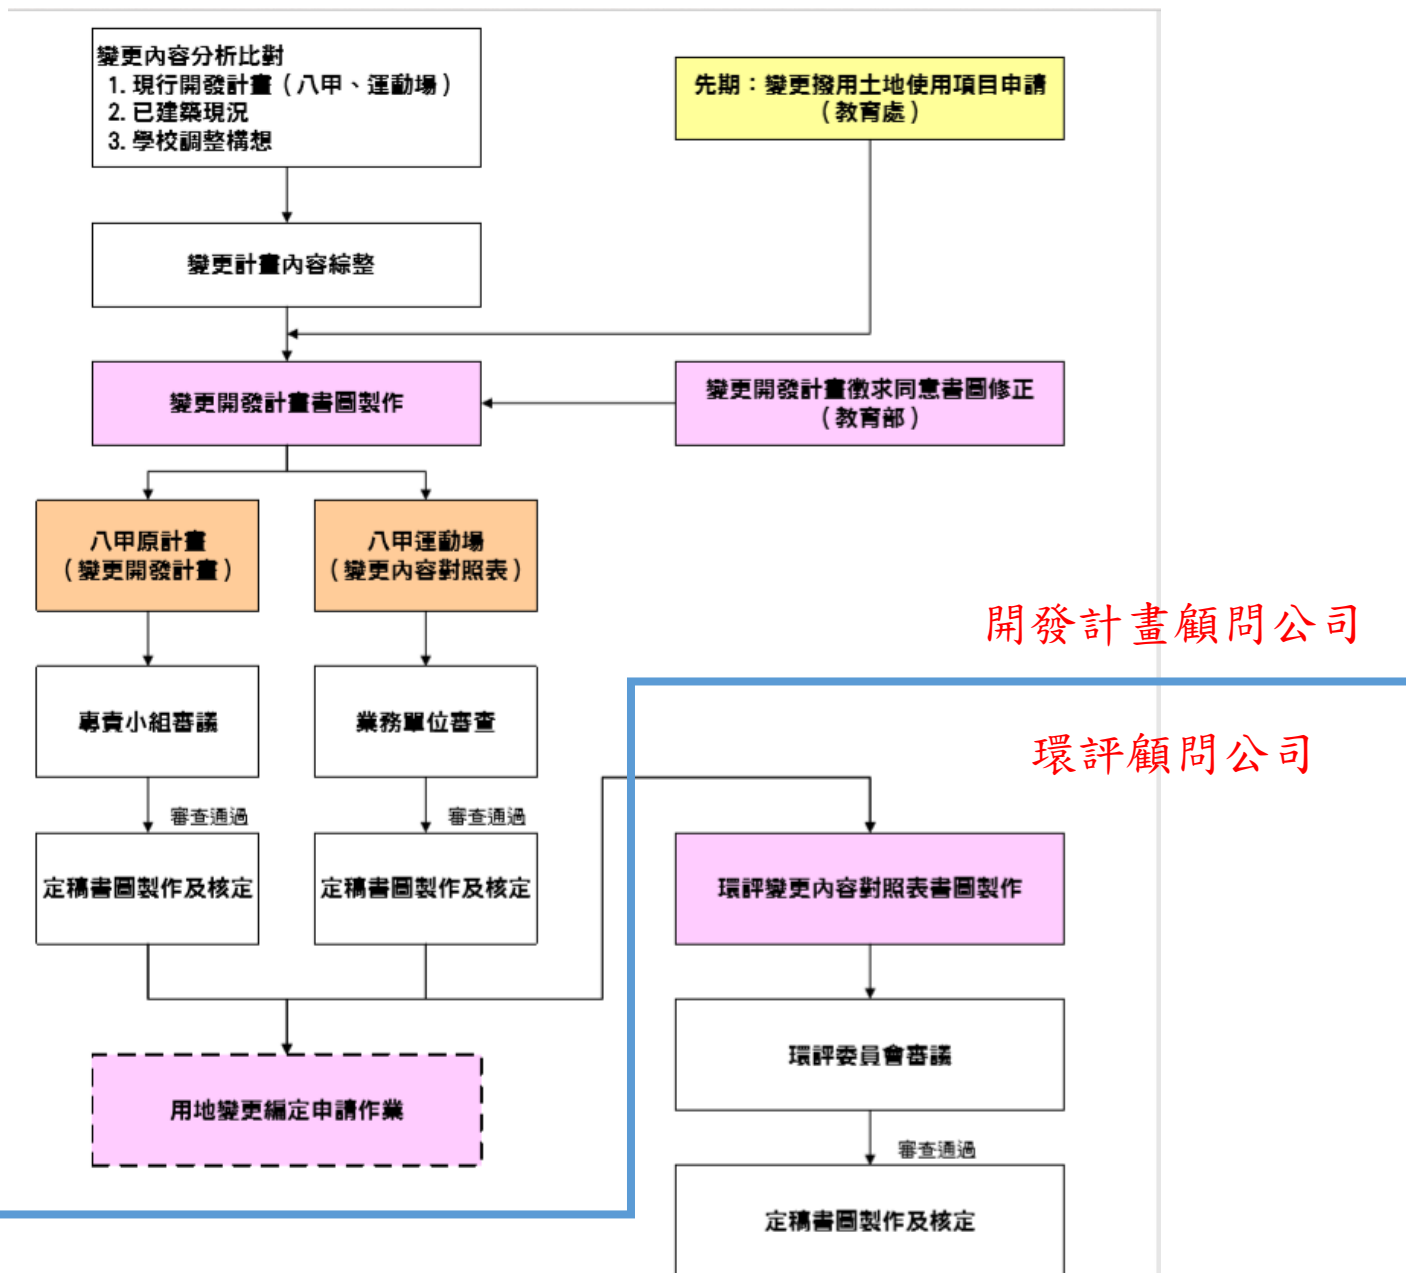 變更內容分析比對
1. 現行開發計畫（八甲、運動場）
2. 已建築現況
3. 學校調整構想
先期：變更撥用土地使用項目申請
（教育處）
變更計畫內容綜整
變更開發計畫書圖製作
變更開發計畫徵求同意書圖修正
（教育部）
八甲原計畫
（變更開發計畫）
八甲運動場
（變更內容對照表）
開發計畫顧問公司
專責小組審議
業務單位審查
環評顧問公司
審查通過
審查通過
定稿書圖製作及核定
定稿書圖製作及核定
環評變更內容對照表書圖製作
環評委員會審議
用地變更編定申請作業
審查通過
定稿書圖製作及核定